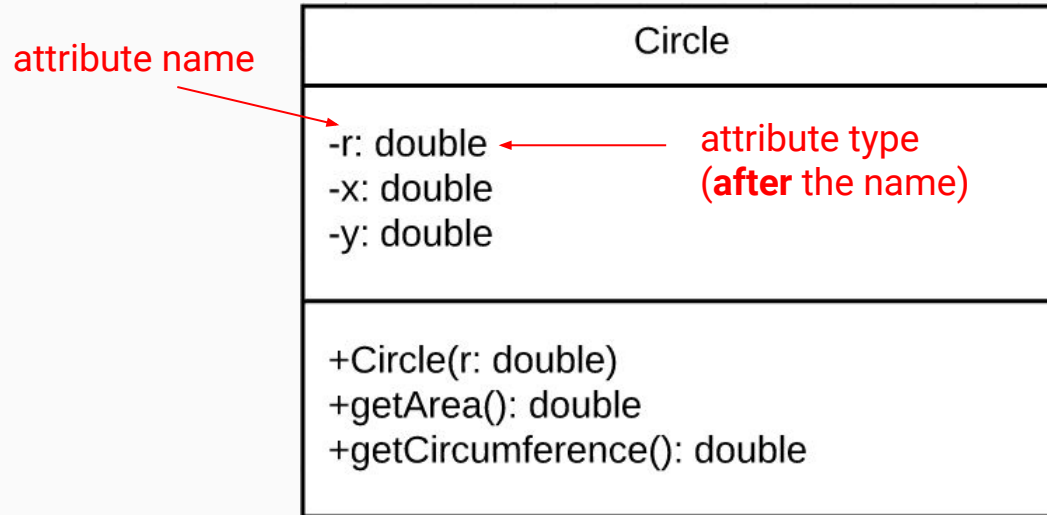 Circle
attribute name
-r: double
-x: double
-y: double
attribute type
(after the name)
+Circle(r: double)
+getArea(): double
+getCircumference(): double